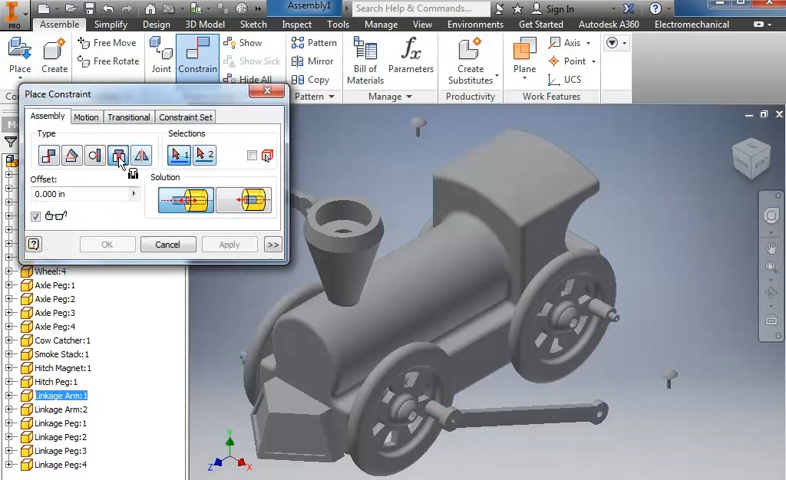 Assembly1
Search Help & Commands...
Sign In
PRO
Assemble Simplify Design 3D Model Sketch Inspect Tools Manage View Environments Get Started Autodesk A360 Electromechanical
Free Move
Show
Pattern
Axis
Free Rotate
Show Sick
Mirror
Point
Place Create
Joint Constrain
Hide All
Copy
Bill of Materials
Parameters
Create Substitutes
Plane
UCS
Pattern
Manage
Productivity
Work Features
Place Constraint
Assembly Motion Transitional Constraint Set
Type
Selections
1 2
Offset:
Solution
0.000 in
OK Cancel Apply >>
Wheel:4
Axle Peg:1
Axle Peg:2
Axle Peg:3
Axle Peg:4
Cow Catcher:1
Smoke Stack:1
Hitch Magnet:1
Hitch Peg:1
Linkage Arm:1
Linkage Arm:2
Linkage Peg:1
Linkage Peg:2
Linkage Peg:3
Linkage Peg:4
Y
Z
X